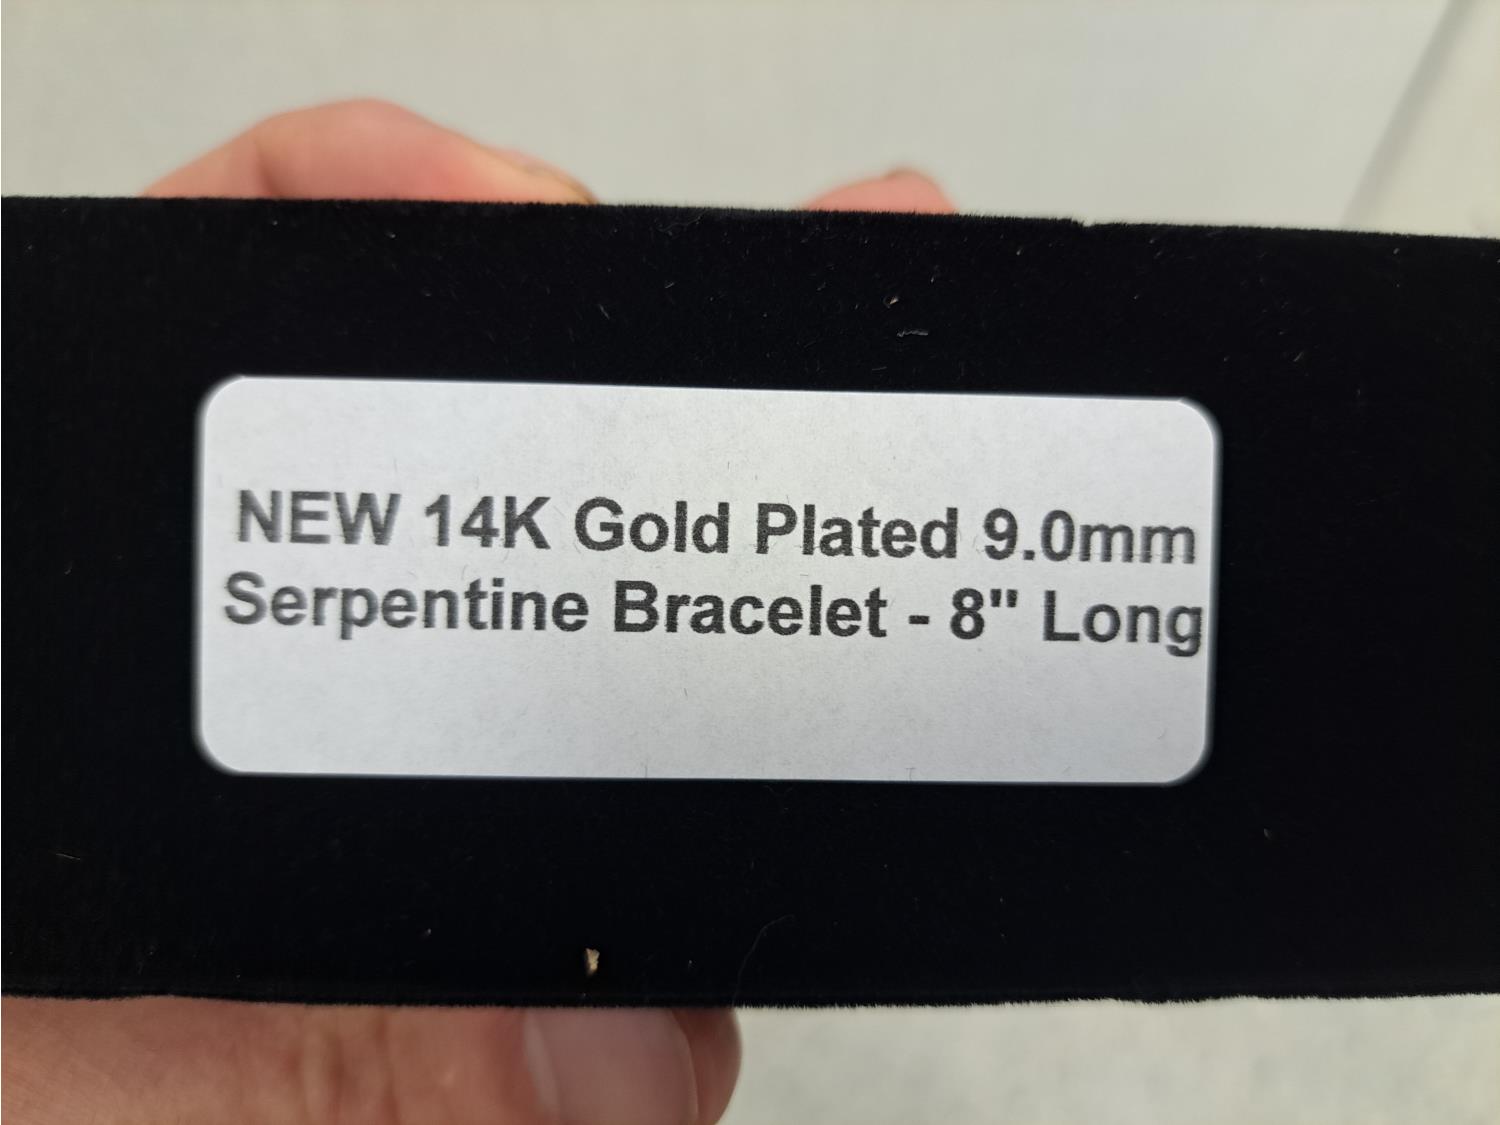 NEW 14K Gold Plated 9.0mm
Serpentine Bracelet - 8" Long